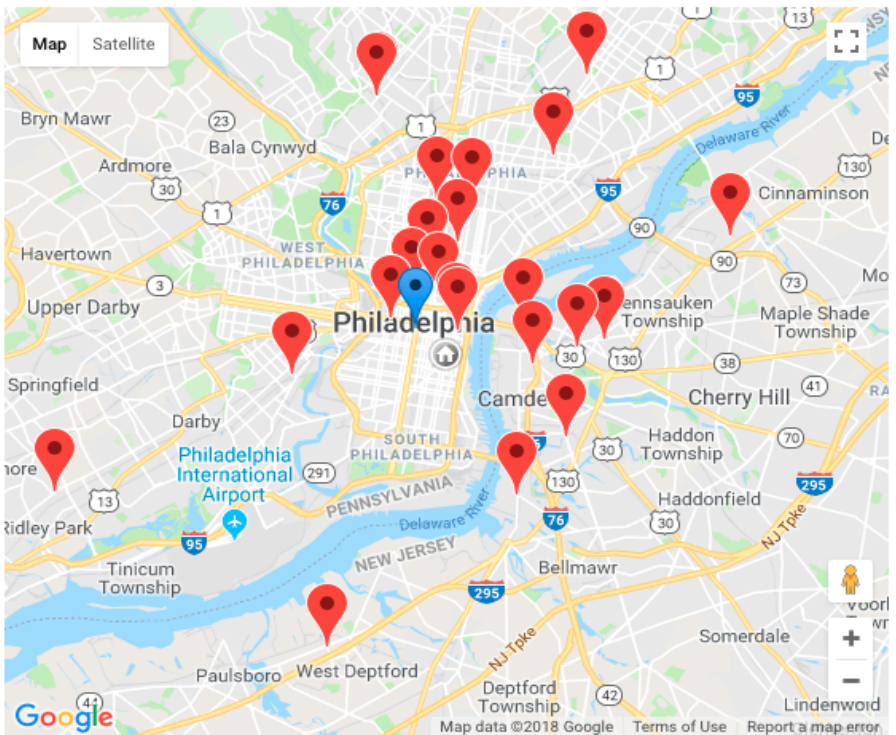 Map
Satellite
1
13
1
95
Bryn Mawr
23
1
Delaware River
Bala Cynwyd
Ardmore
130
30
76
95
Cinnaminson
1
90
WEST
PHILADELPHIA
Havertown
90
3
73
Upper Darby
Pennsauken
Township
Maple Shade
Township
Philadelphia
30
130
38
Springfield
41
Cherry Hill
Camden
Darby
SOUTH
PHILADELPHIA
Haddon
Township
70
30
Philadelphia
International
Airport
291
130
295
13
PENNSYLVANIA
Haddonfield
Ridley Park
Delaware River
76
30
NJ Tpke
95
NEW JERSEY
Tinicum
Township
Bellmawr
295
Somerdale
NJ Tpke
Paulsboro
West Deptford
Deptford
Township
42
44
Lindenwold
Google
Map data ©2018 Google
Terms of Use
Report a map error